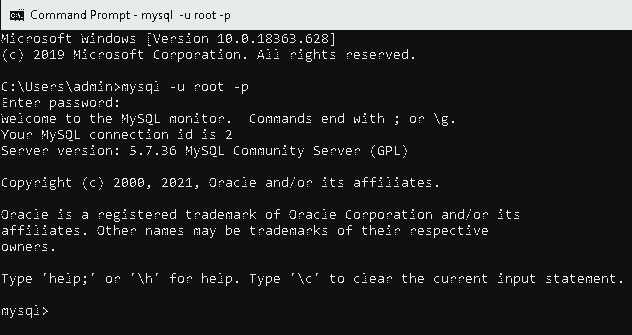 Command Prompt - mysql -u root -p
Microsoft Windows [Version 10.0.18363.628]
(c) 2019 Microsoft Corporation. All rights reserved.
C:\Users\admin>mysql -u root -p
Enter password:
Welcome to the MySQL monitor.  Commands end with ; or \g.
Your MySQL connection id is 2
Server version: 5.7.36 MySQL Community Server (GPL)
Copyright (c) 2000, 2021, Oracle and/or its affiliates.
Oracle is a registered trademark of Oracle Corporation and/or its
affiliates. Other names may be trademarks of their respective
owners.
Type 'help;' or '\h' for help. Type '\c' to clear the current input statement.
mysql>